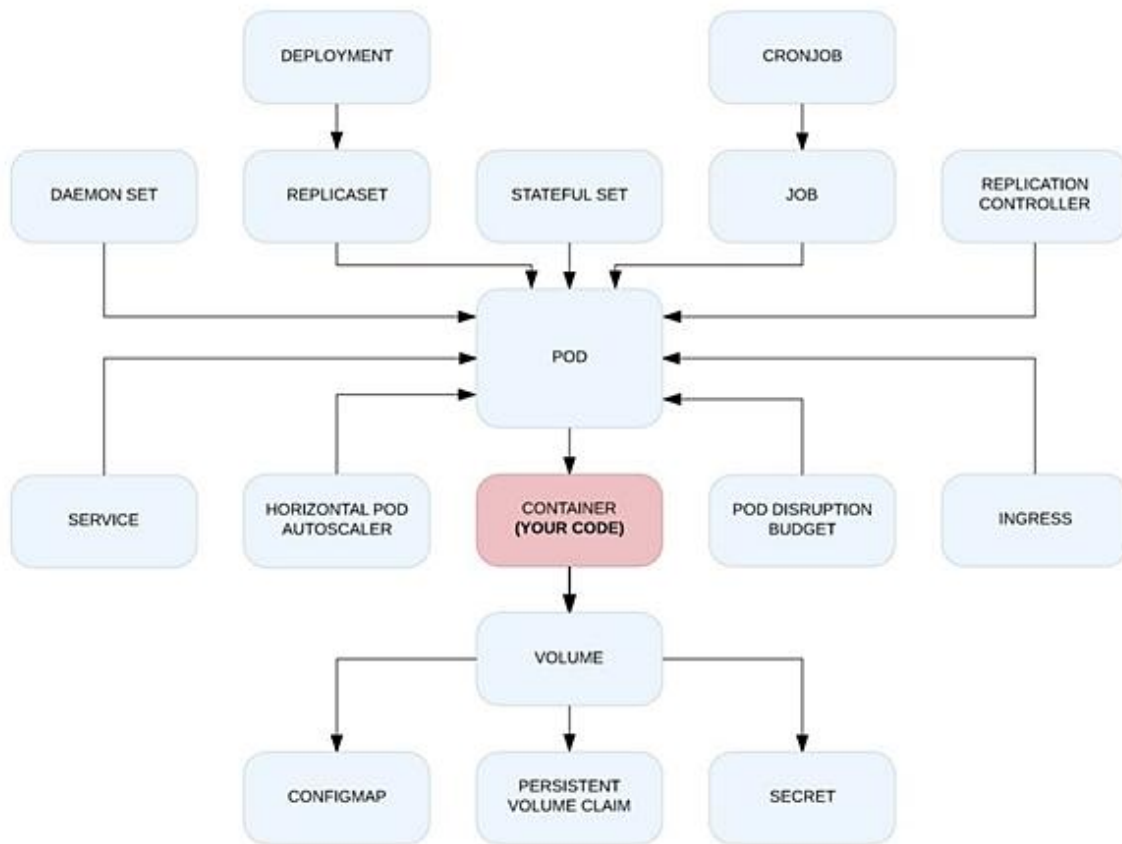 DEPLOYMENT
CRONJOB
DAEMON SET
REPLICASET
STATEFUL SET
JOB
REPLICATION
CONTROLLER
POD
SERVICE
HORIZONTAL POD
AUTOSCALER
CONTAINER
(YOUR CODE)
POD DISRUPTION
BUDGET
INGRESS
VOLUME
CONFIGMAP
PERSISTENT
VOLUME CLAIM
SECRET